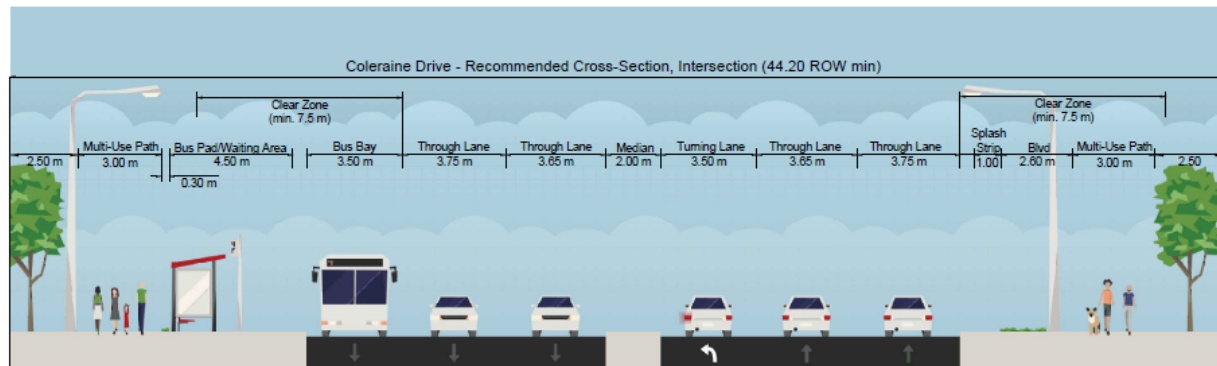 Coleraine Drive - Recommended Cross-Section, Intersection (44.20 ROW min)
Clear Zone
(min. 7.5 m)
Clear Zone
(min. 7.5 m)
2.50 m
Multi-Use Path
3.00 m
0.30 m
Bus Pad/Waiting Area
4.50 m
Bus Bay
3.50 m
Through Lane
3.75 m
Through Lane
3.65 m
Median
2.00 m
Turning Lane
3.50 m
Through Lane
3.65 m
Through Lane
3.75 m
Splash
Strip
1.00
Blvd
2.60 m
Multi-Use Path
3.00 m
2.50